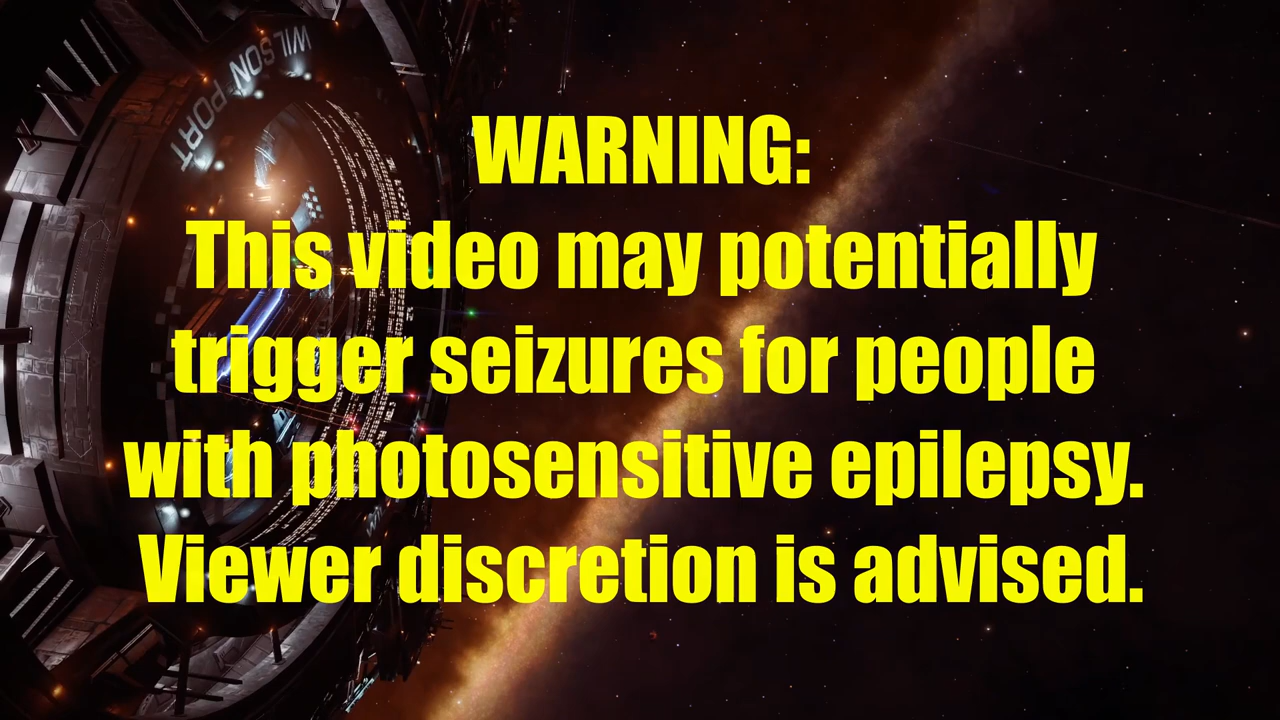 WILSON PORT
WARNING:
This video may potentially
trigger seizures for people
with photosensitive epilepsy.
Viewer discretion is advised.